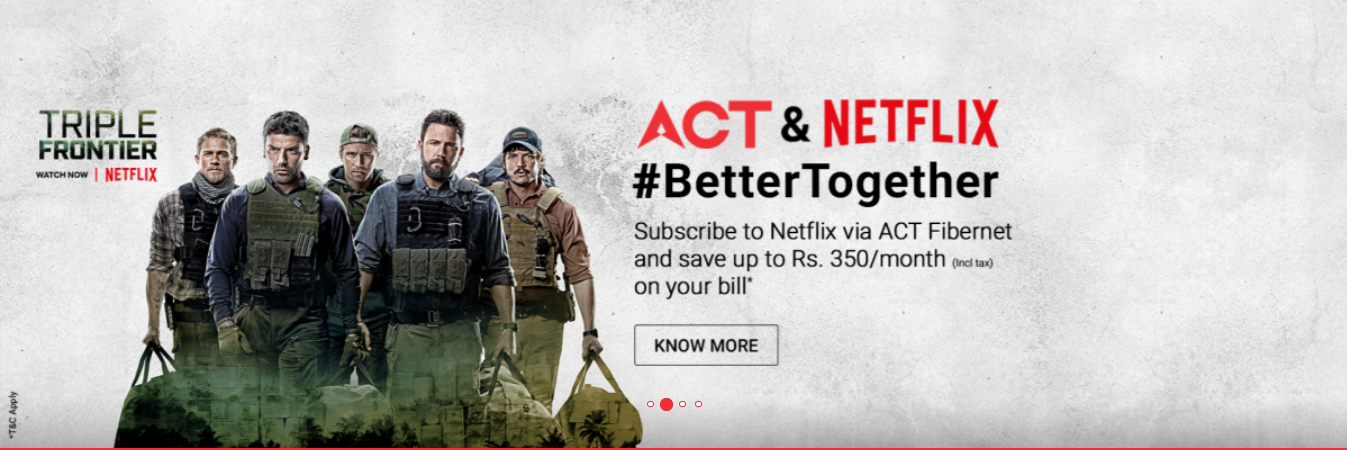 TRIPLE
FRONTIER
WATCH NOW | NETFLIX
ACT & NETFLIX
#BetterTogether
Subscribe to Netflix via ACT Fibernet
and save up to Rs. 350/month (Incl tax)
on your bill*
KNOW MORE
*T&C Apply